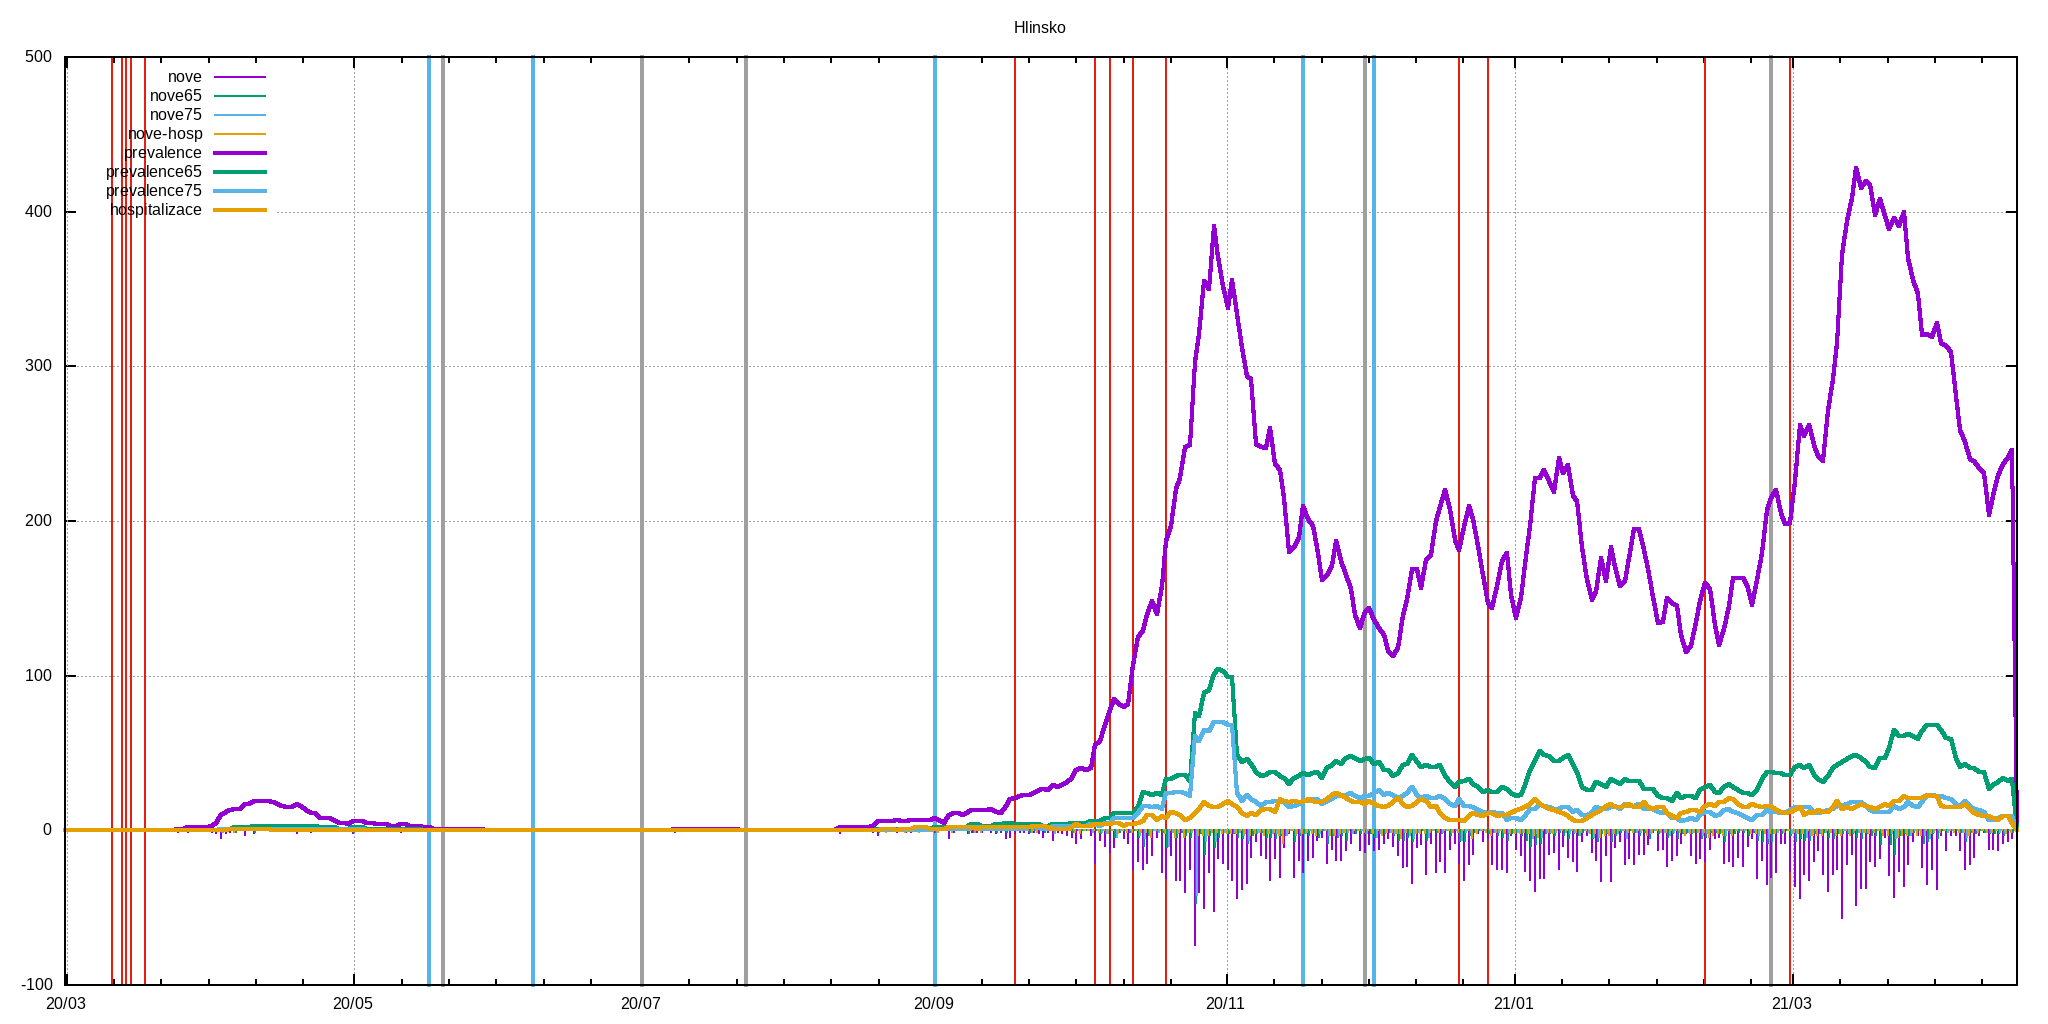 Hlinsko
500
400
300
200
100
0
-100
nove
nove65
nove75
nove-hosp
prevalence
prevalence65
prevalence75
hospitalizace
20/03
20/05
20/07
20/09
20/11
21/01
21/03